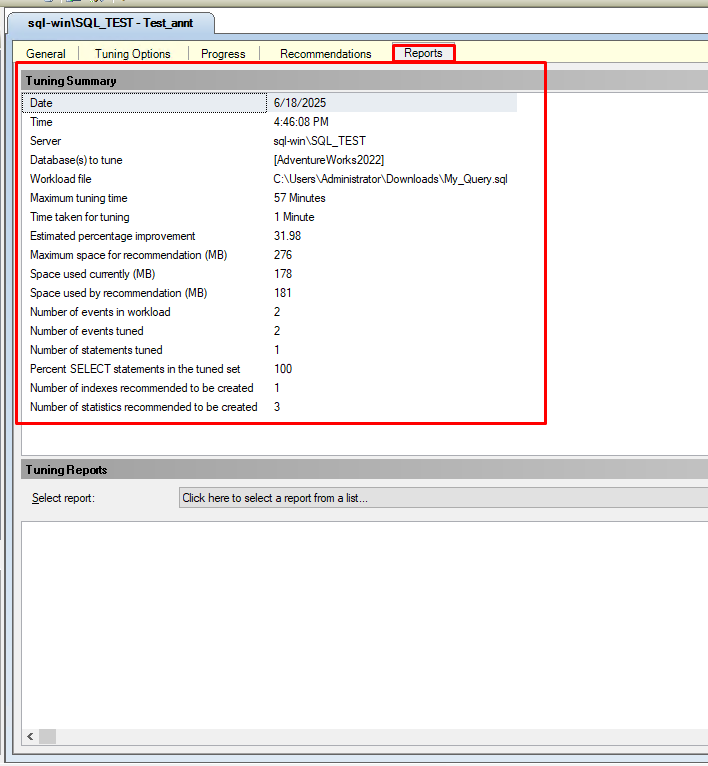 sql-win\SQL_TEST - Test_annt
General Tuning Options Progress Recommendations Reports
Tuning Summary
Date 6/18/2025
Time 4:46:08 PM
Server sql-win\SQL_TEST
Database(s) to tune [AdventureWorks2022]
Workload file C:\Users\Administrator\Downloads\My_Query.sql
Maximum tuning time 57 Minutes
Time taken for tuning 1 Minute
Estimated percentage improvement 31.98
Maximum space for recommendation (MB) 276
Space used currently (MB) 178
Space used by recommendation (MB) 181
Number of events in workload 2
Number of events tuned 2
Number of statements tuned 1
Percent SELECT statements in the tuned set 100
Number of indexes recommended to be created 1
Number of statistics recommended to be created 3
Tuning Reports
Select report: Click here to select a report from a list...